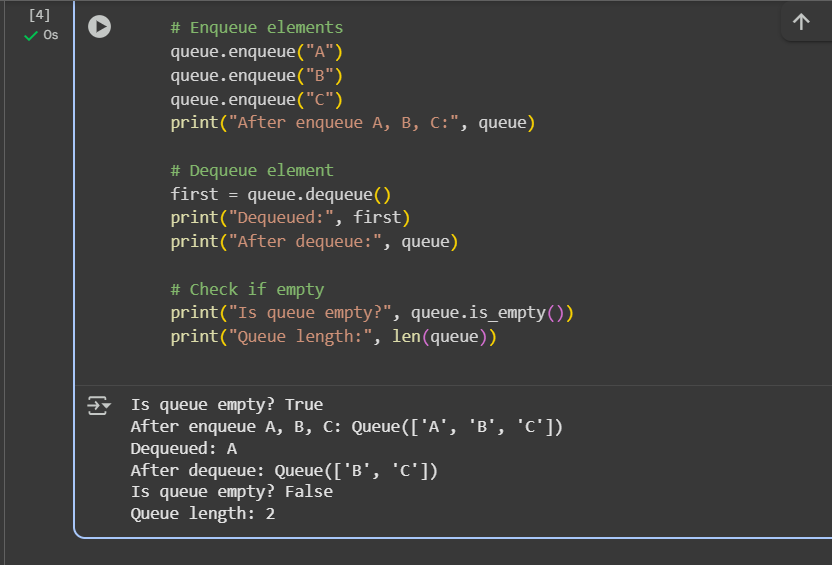 [4]
0s
# Enqueue elements
queue.enqueue("A")
queue.enqueue("B")
queue.enqueue("C")
print("After enqueue A, B, C:", queue)
# Dequeue element
first = queue.dequeue()
print("Dequeued:", first)
print("After dequeue:", queue)
# Check if empty
print("Is queue empty?", queue.is_empty())
print("Queue length:", len(queue))
Is queue empty? True
After enqueue A, B, C: Queue(['A', 'B', 'C'])
Dequeued: A
After dequeue: Queue(['B', 'C'])
Is queue empty? False
Queue length: 2